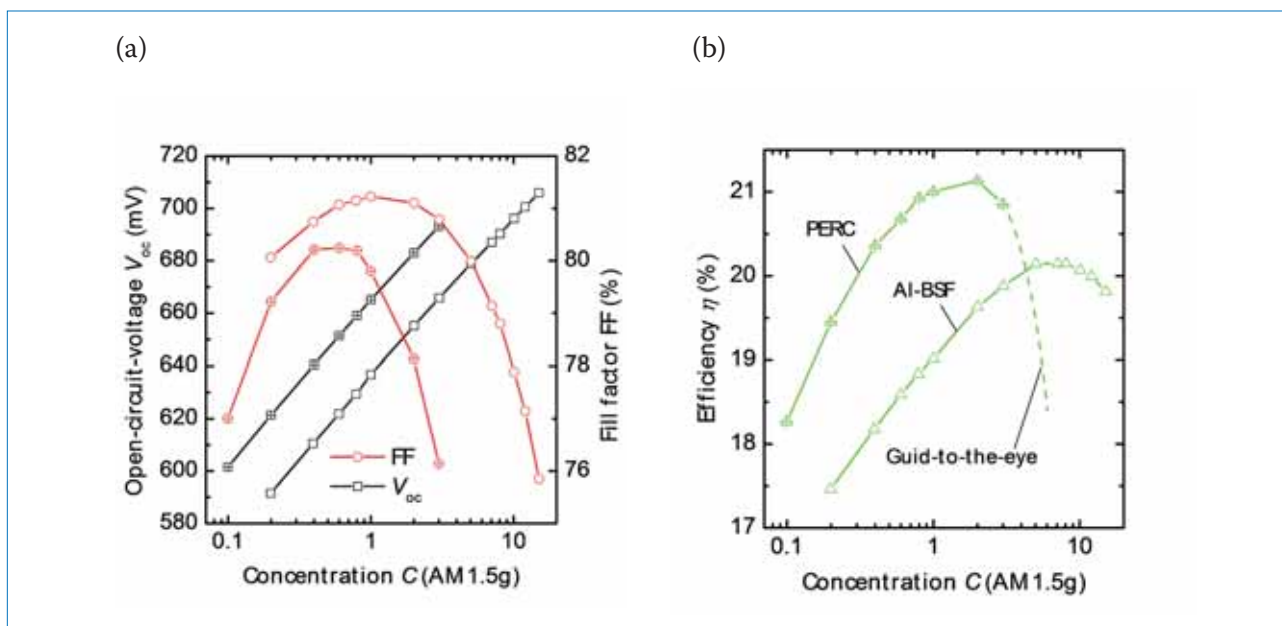 (a)
(b)
720
700
680
660
640
620
600
580
Open-circuit-voltage Voc (mV)
82
80
78
76
Fill factor FF (%)
FF
Voc
0.1
1
10
Concentration C (AM1.5g)
21
20
19
18
17
Efficiency η (%)
PERC
Al-BSF
Guid-to-the-eye
0.1
1
10
Concentration C (AM1.5g)